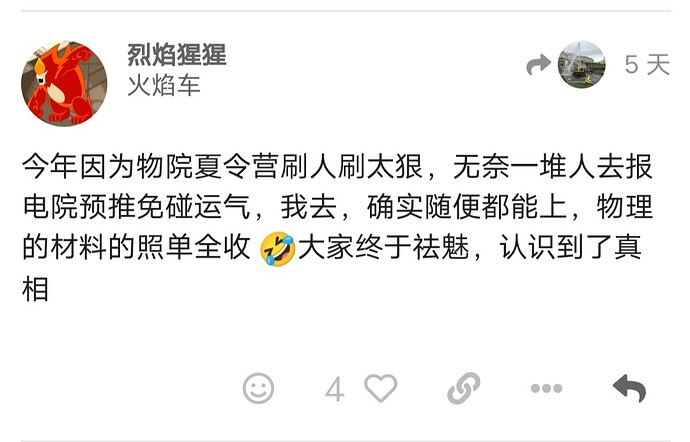 烈焰猩猩
火焰车
5 天
今年因为物院夏令营刷人刷太狠，无奈一堆人去报
电院预推免碰运气，我去，确实随便都能上，物理
的材料的照单全收 🤣大家终于祛魅，认识到了真
相
4